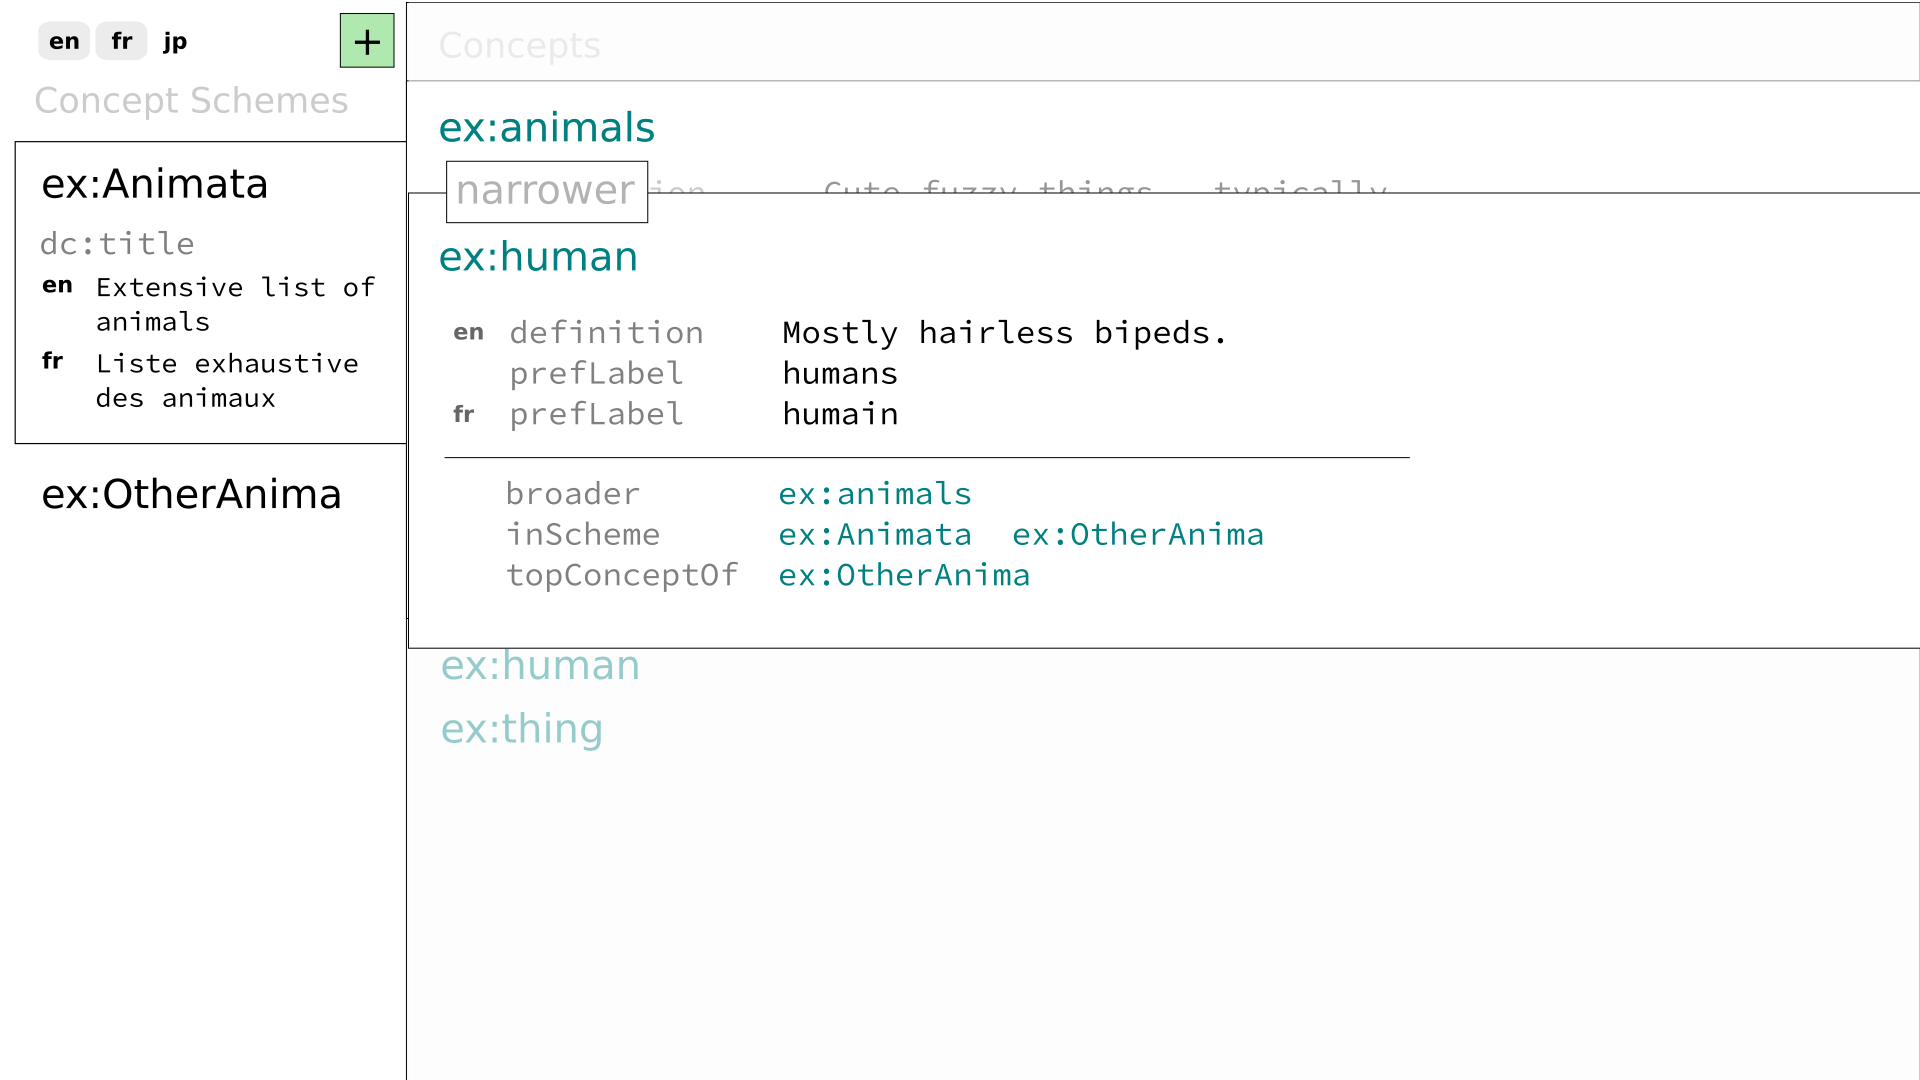 en fr jp +
Concept Schemes
ex:Animata
dc:title
en Extensive list of
animals
fr Liste exhaustive
des animaux
ex:OtherAnima
Concepts
ex:animals
Cute fuzzy things typically
narrower
ex:human
en definition Mostly hairless bipeds.
prefLabel humans
fr prefLabel humain
broader ex:animals
inScheme ex:Animata ex:OtherAnima
topConceptOf ex:OtherAnima
ex:human
ex:thing